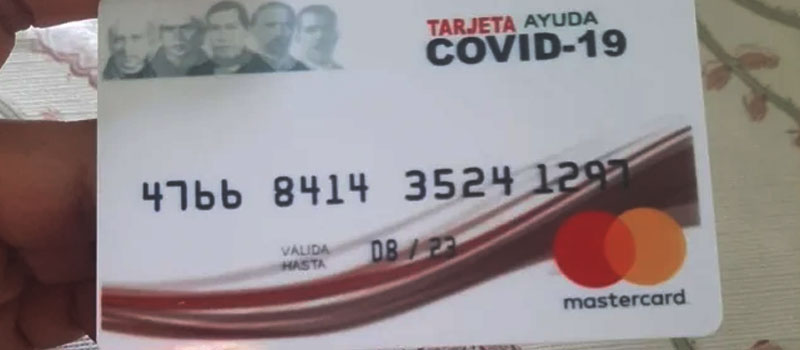 TARJETA AYUDA
COVID-19
4766 8414 3524 1297
VALIDA
HASTA
08 / 23
mastercard